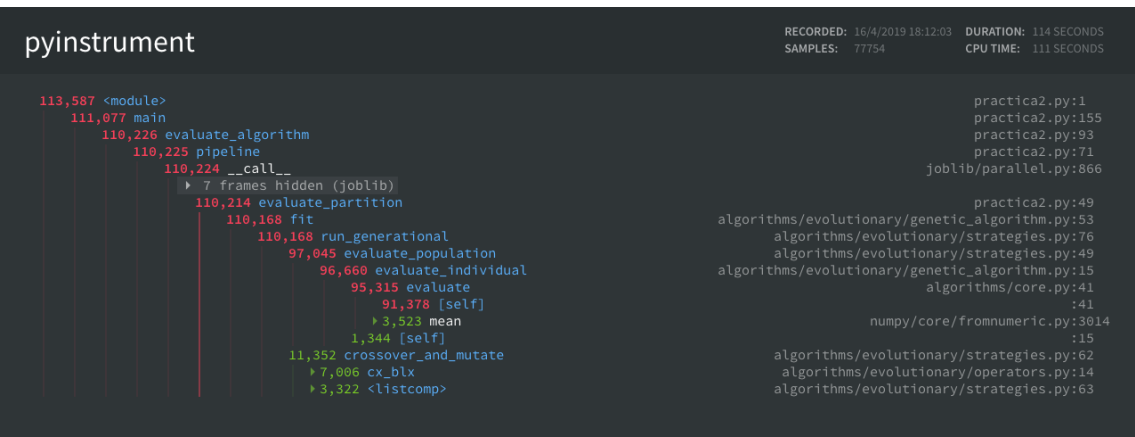 pyinstrument
RECORDED: 16/4/2019 18:12:03 DURATION: 114 SECONDS
SAMPLES: 77754 CPU TIME: 111 SECONDS
113,587 <module> practica2.py:1
111,077 main practica2.py:155
110,226 evaluate_algorithm practica2.py:93
110,225 pipeline practica2.py:71
110,224 __call__ joblib/parallel.py:866
7 frames hidden (joblib)
110,214 evaluate_partition practica2.py:49
110,168 fit algorithms/evolutionary/genetic_algorithm.py:53
110,168 run_generational algorithms/evolutionary/strategies.py:76
97,045 evaluate_population algorithms/evolutionary/strategies.py:49
96,660 evaluate_individual algorithms/evolutionary/genetic_algorithm.py:15
95,315 evaluate algorithms/core.py:41
91,378 [self] :41
3,523 mean numpy/core/fromnumeric.py:3014
1,344 [self] :15
11,352 crossover_and_mutate algorithms/evolutionary/strategies.py:62
7,006 cx_blx algorithms/evolutionary/operators.py:14
3,322 <listcomp> algorithms/evolutionary/strategies.py:63